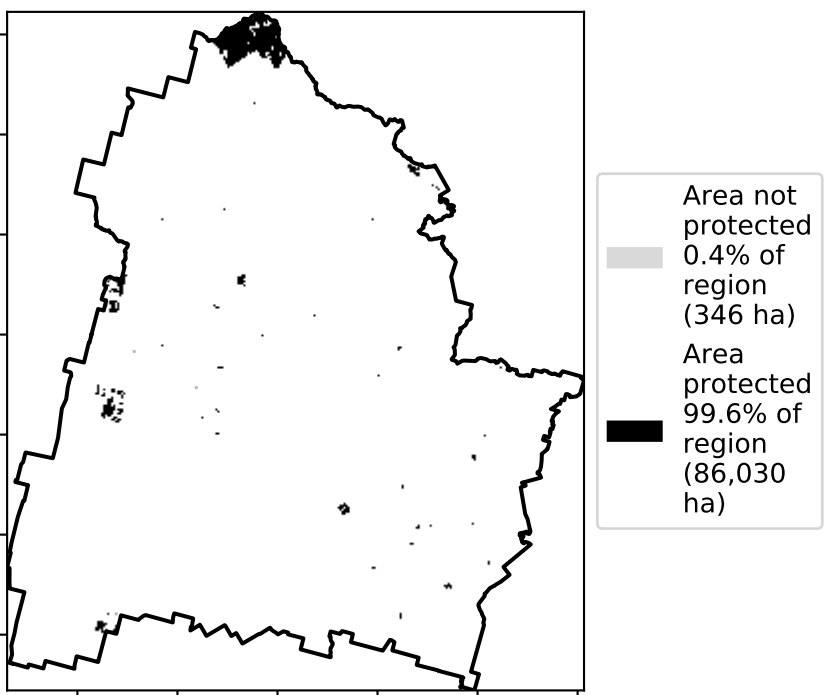 Area not
protected
0.4% of
region
(346 ha)
Area
protected
99.6% of
region
(86,030
ha)